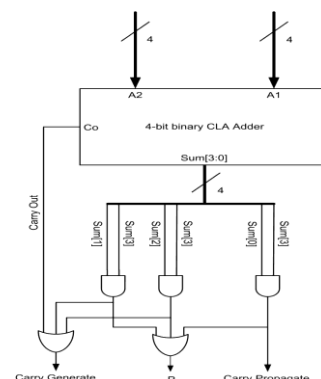 4
4
A2
A1
Co
4-bit binary CLA Adder
Sum[3:0]
4
Carry Out
Sum[1]
Sum[3]
Sum[2]
Sum[3]
Sum[0]
Sum[3]
Carry Generate
Carry Propagate